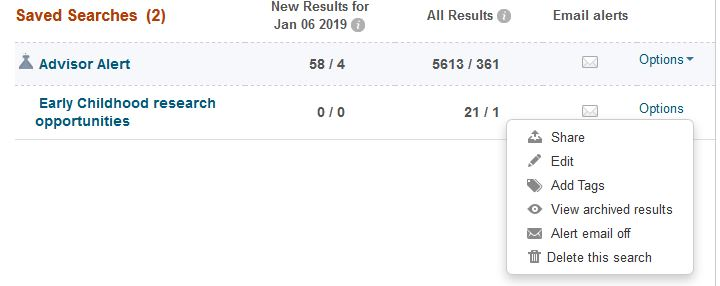 Saved Searches (2)
New Results for
Jan 06 2019
All Results
Email alerts
Advisor Alert
58 / 4
5613 / 361
Options
Early Childhood research
opportunities
0 / 0
21 / 1
Options
Share
Edit
Add Tags
View archived results
Alert email off
Delete this search